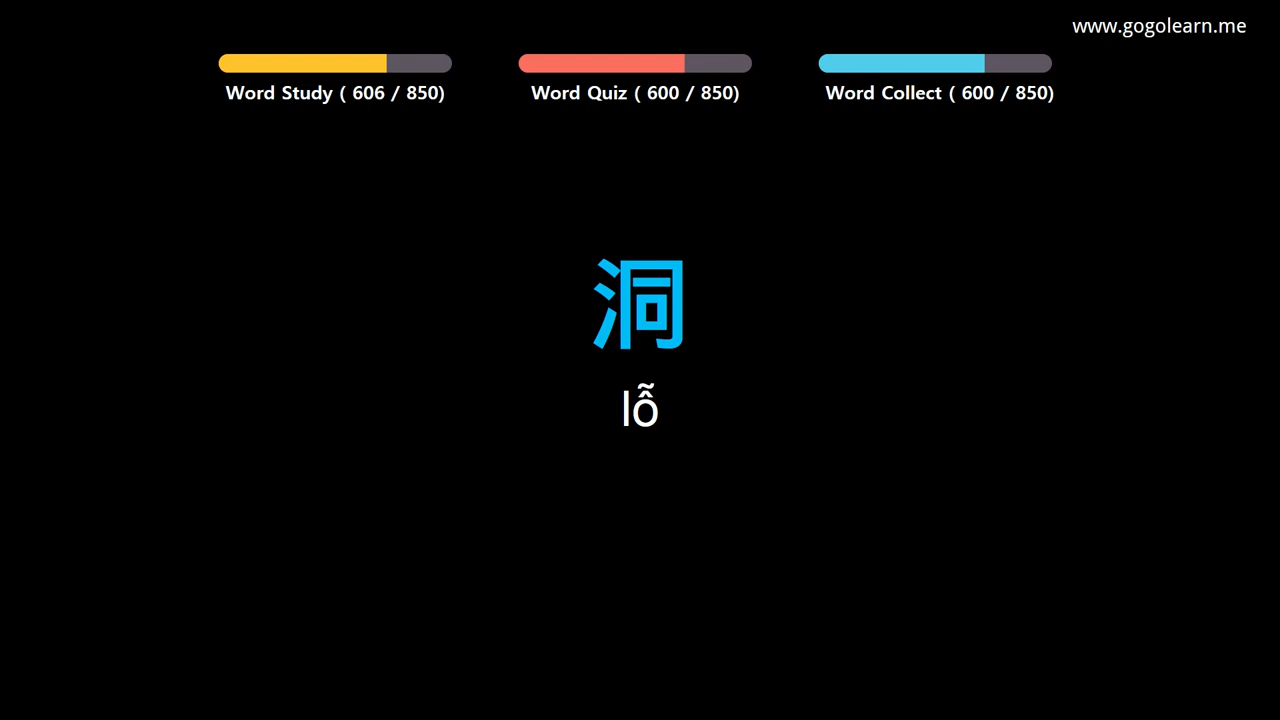 www.gogolearn.me
Word Study ( 606 / 850)
Word Quiz ( 600 / 850)
Word Collect ( 600 / 850)
洞
lỗ